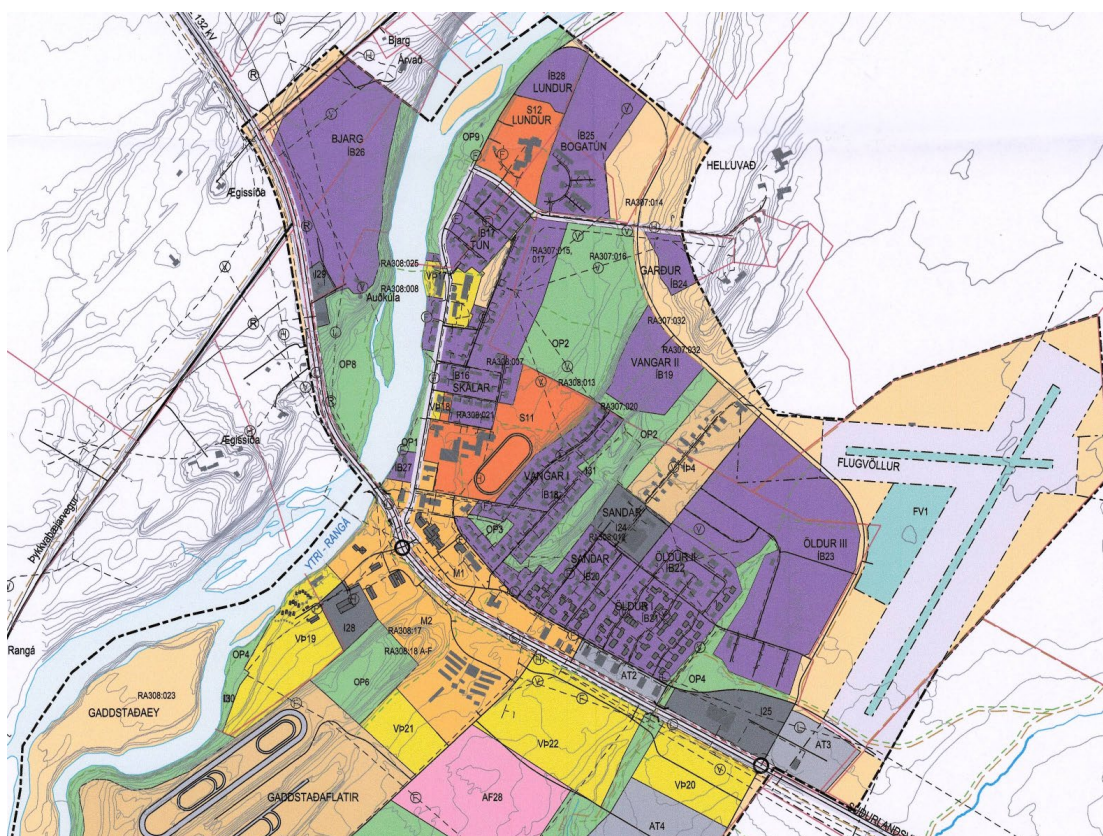 132 kV
Bjarg
Árvað
ÍB28
LUNDUR
S12
LUNDUR
BJARG
ÍB26
OP9
ÍB25
BOGATÚN
HELLUVAÐ
Ægissíða
RA307:014
ÍB17
TÚN
RA307:015,
017
RA307:016
RA308:025
I29
VÞ17
GARÐUR
ÍB24
RA308:008
Auðkúla
RA307:032
OP2
RA307:032
OP8
RA308:007
VANGAR II
ÍB19
SKÁLAR
RA308:013
VÞ18
RA308:021
S11
RA307:020
OP2
Ægissíða
OP1
ÍB27
I31
VANGAR I
ÍB18
ÍÞ4
FLUGVÖLLUR
Þykkvabæjarvegur
SANDAR
I24
FV1
OP3
ÖLDUR III
ÍB23
YTRI - RANGÁ
SANDAR
ÍB20
ÖLDUR II
ÍB22
M1
ÖLDUR I
ÍB21
I28
M2
VÞ19
RA308:17
RA308:18 A-F
Rangá
OP4
AT2
OP4
RA308:023
OP6
I30
I25
GADDSTAÐAEY
VÞ21
AT3
VÞ22
VÞ20
GADDSTAÐAFLATIR
AF28
AT4